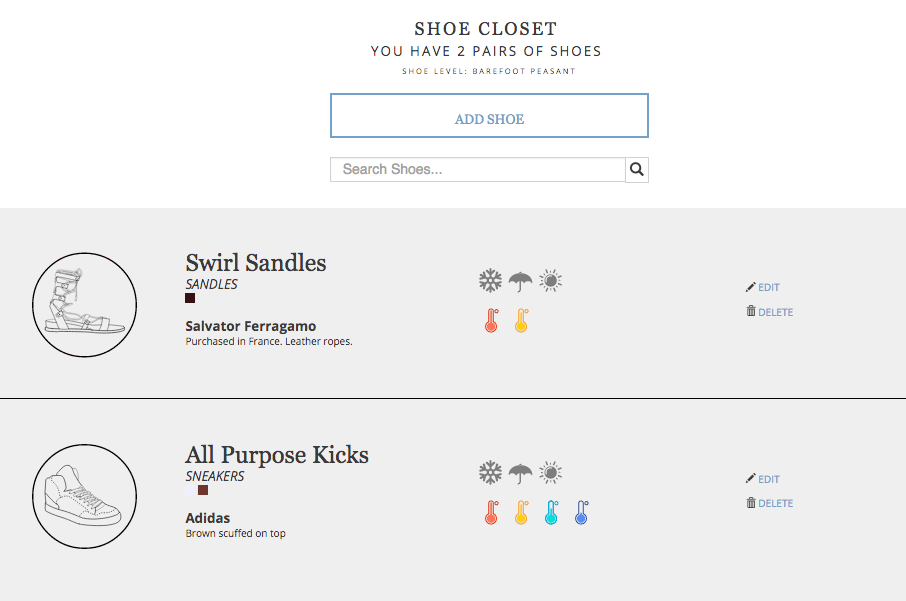 SHOE CLOSET
YOU HAVE 2 PAIRS OF SHOES
SHOE LEVEL: BAREFOOT PEASANT
ADD SHOE
Search Shoes...
Swirl Sandles
SANDLES
Salvator Ferragamo
Purchased in France. Leather ropes.
EDIT
DELETE
All Purpose Kicks
SNEAKERS
Adidas
Brown scuffed on top
EDIT
DELETE